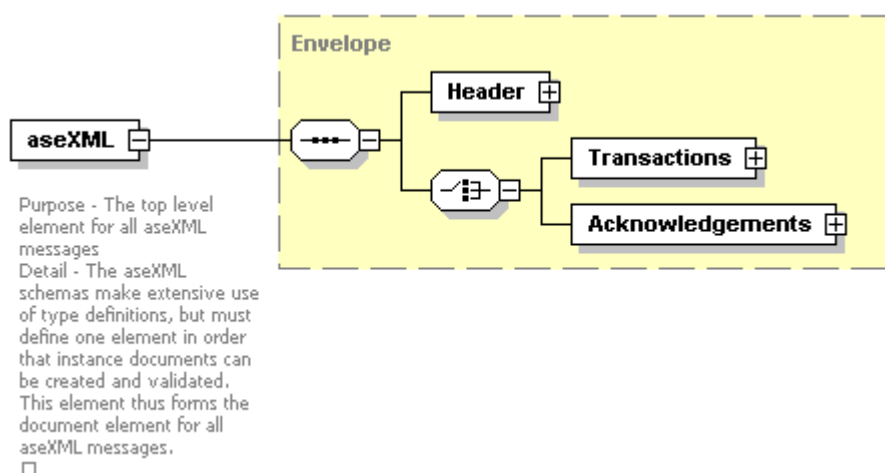 Envelope
Header
aseXML
Transactions
Acknowledgements
Purpose - The top level
element for all aseXML
messages
Detail - The aseXML
schemas make extensive use
of type definitions, but must
define one element in order
that instance documents can
be created and validated.
This element thus forms the
document element for all
aseXML messages.